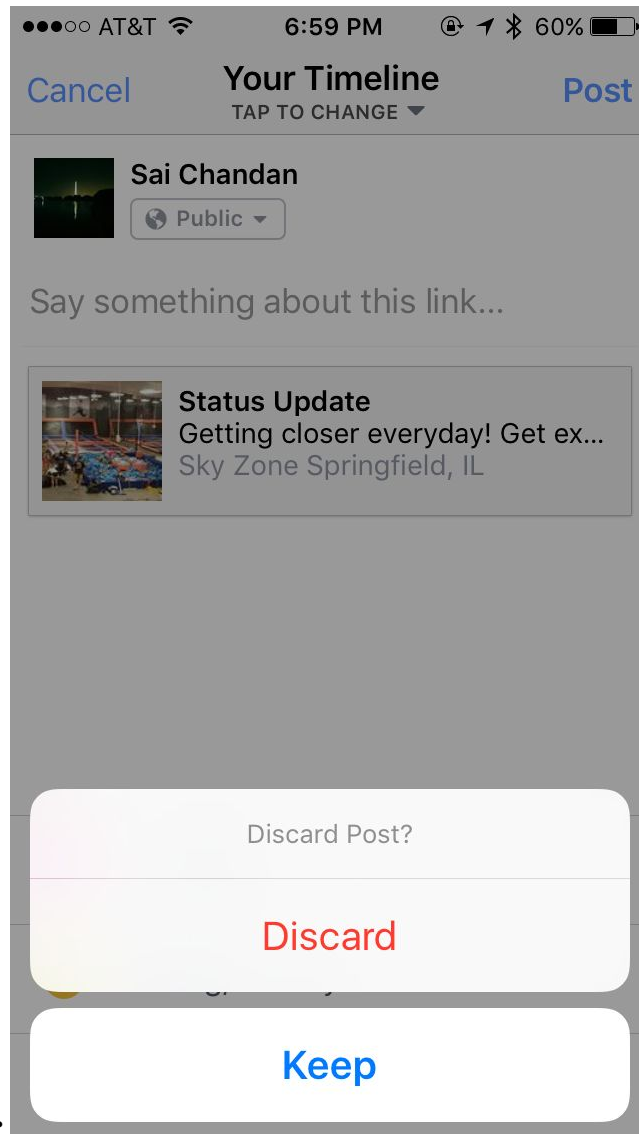 AT&T 6:59 PM 60%
Cancel Your Timeline Post
TAP TO CHANGE
Sai Chandan
Public
Say something about this link...
Status Update
Getting closer everyday! Get ex...
Sky Zone Springfield, IL
Discard Post?
Discard
Keep